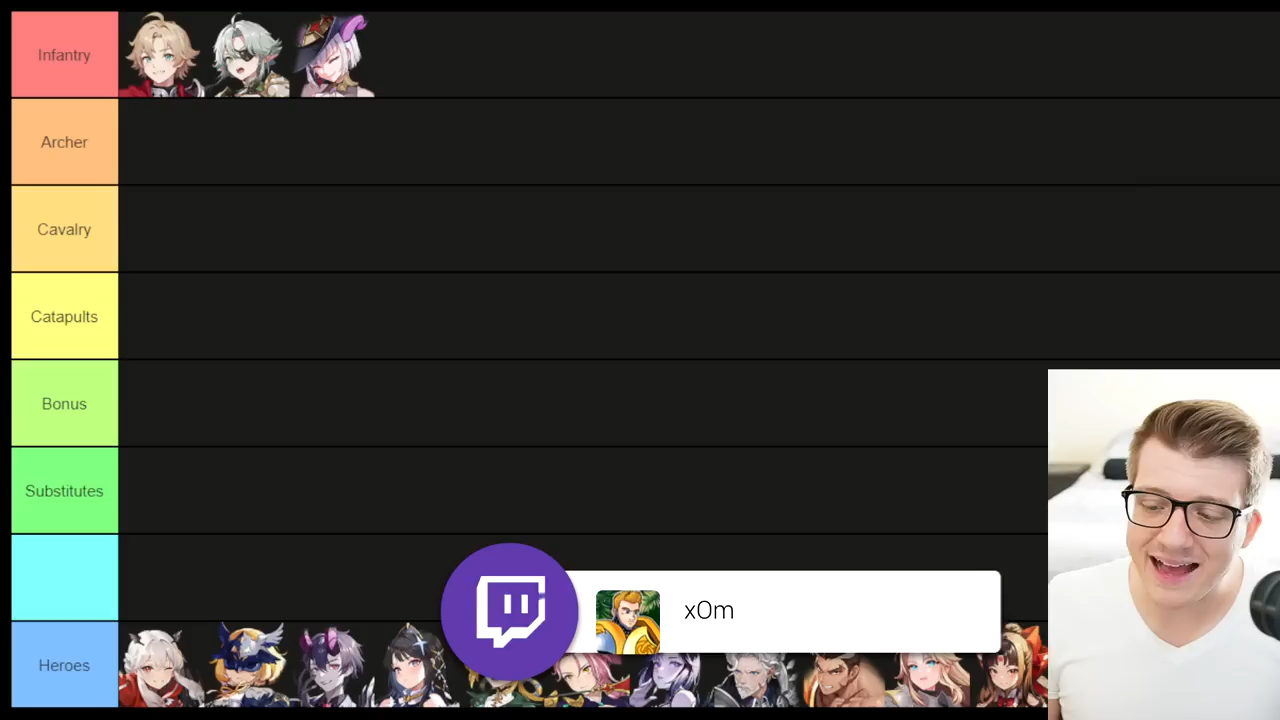 Infantry
Archer
Cavalry
Catapults
Bonus
Substitutes
x0m
Heroes